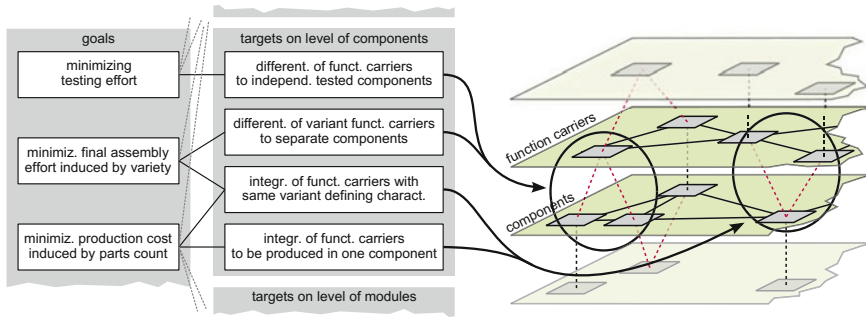 goals
minimizing
testing effort
minimiz. final assembly
effort induced by variety
minimiz. production cost
induced by parts count
targets on level of components
different. of funct. carriers
to independ. tested components
different. of variant funct. carriers
to separate components
integr. of funct. carriers with
same variant defining charact.
integr. of funct. carriers
to be produced in one component
targets on level of modules
function carriers
components